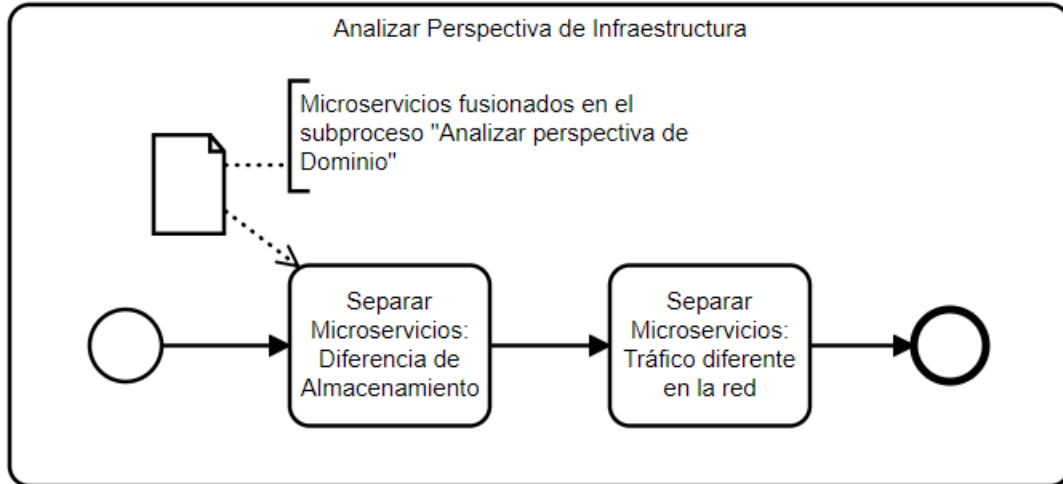 Analizar Perspectiva de Infraestructura
Microservicios fusionados en el
subproceso "Analizar perspectiva de
Dominio"
Separar
Microservicios:
Diferencia de
Almacenamiento
Separar
Microservicios:
Tráfico diferente
en la red